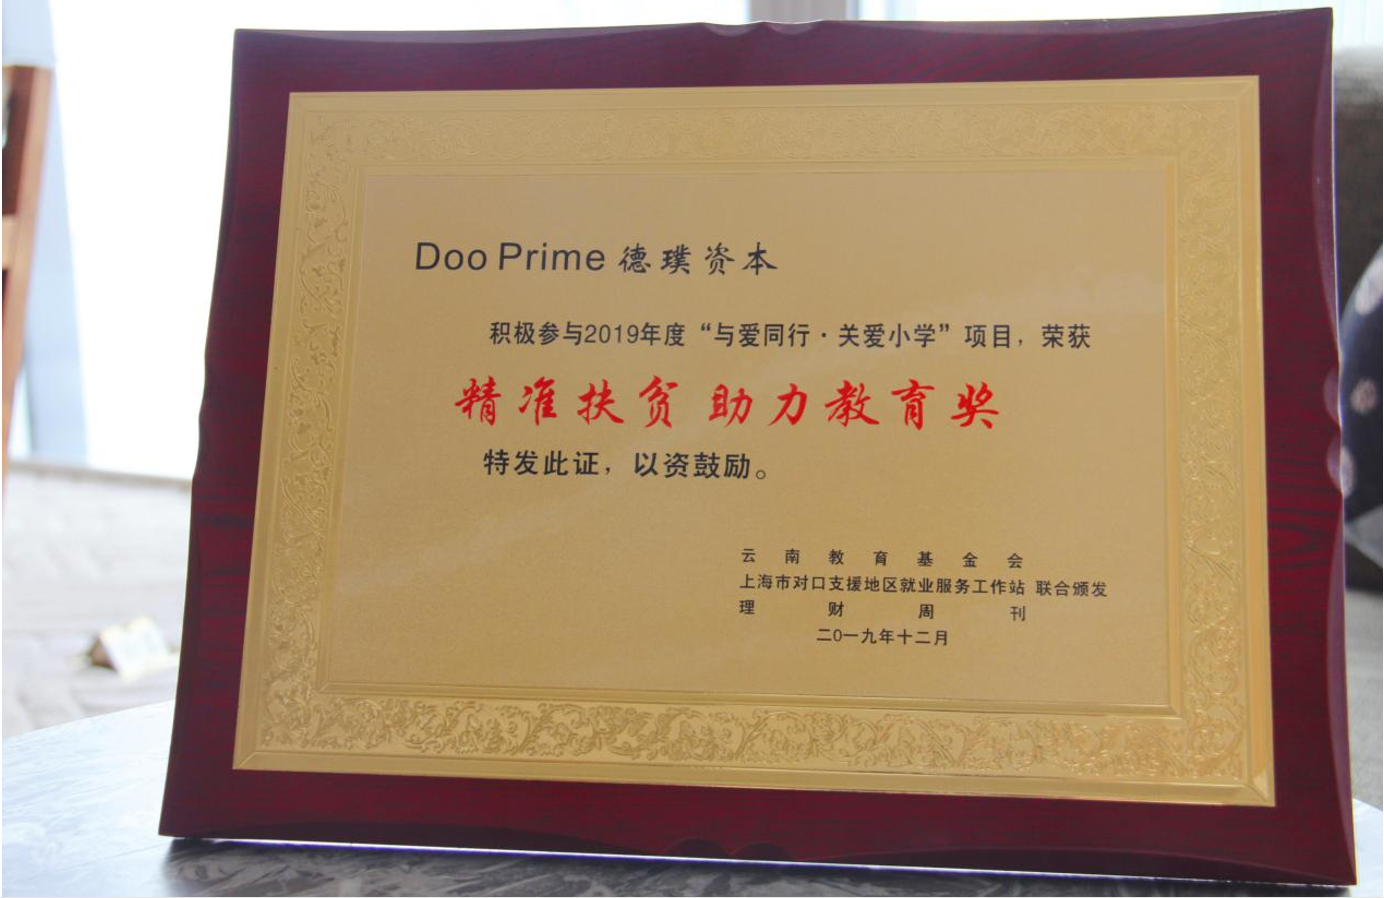 Doo Prime 德璞资本
积极参与2019年度“与爱同行·关爱小学”项目，荣获
精准扶贫 助力教育奖
特发此证，以资鼓励。
云南教育基金会
上海市对口支援地区就业服务工作站 联合颁发
理财周刊
二0一九年十二月